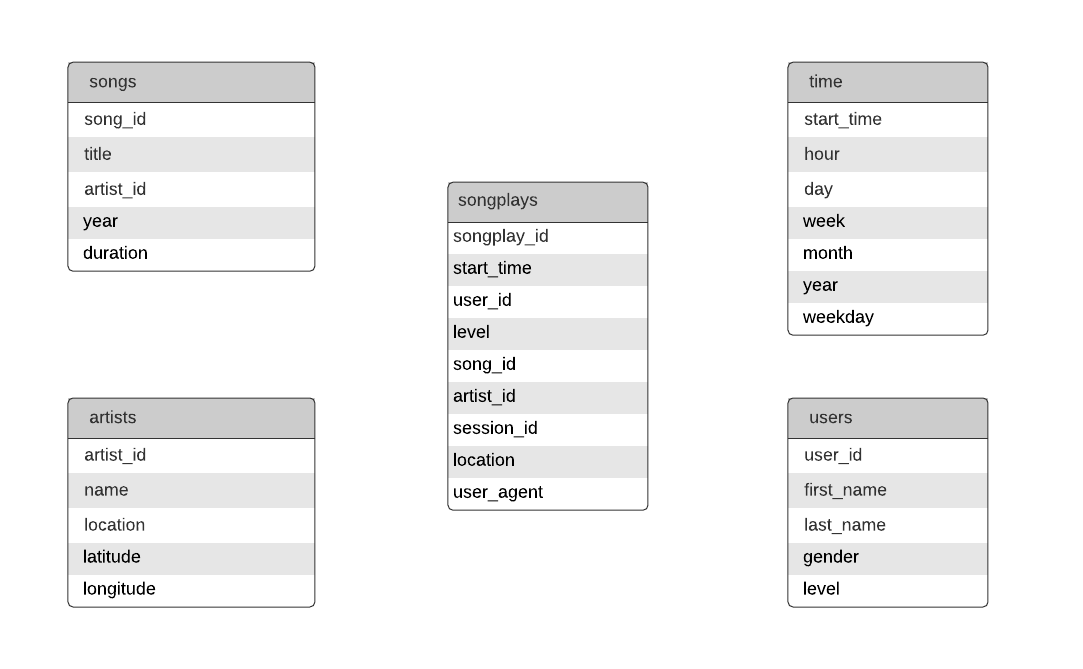 songs
song_id
title
artist_id
year
duration
artists
artist_id
name
location
latitude
longitude
songplays
songplay_id
start_time
user_id
level
song_id
artist_id
session_id
location
user_agent
time
start_time
hour
day
week
month
year
weekday
users
user_id
first_name
last_name
gender
level